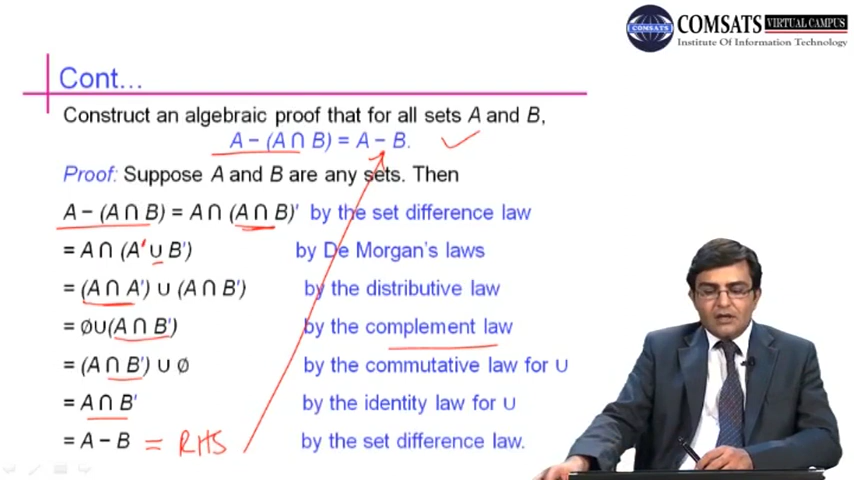 COMSATS VIRTUAL CAMPUS
COMSATS
Institute Of Information Technology
Cont...
Construct an algebraic proof that for all sets A and B,
A − (A ∩ B) = A − B.
Proof: Suppose A and B are any sets. Then
A − (A ∩ B) = A ∩ (A ∩ B)′ by the set difference law
= A ∩ (A′ ∪ B′) by De Morgan's laws
= (A ∩ A′) ∪ (A ∩ B′) by the distributive law
= ∅∪(A ∩ B′) by the complement law
= (A ∩ B′) ∪ ∅ by the commutative law for ∪
= A ∩ B′ by the identity law for ∪
= A − B = RHS by the set difference law.